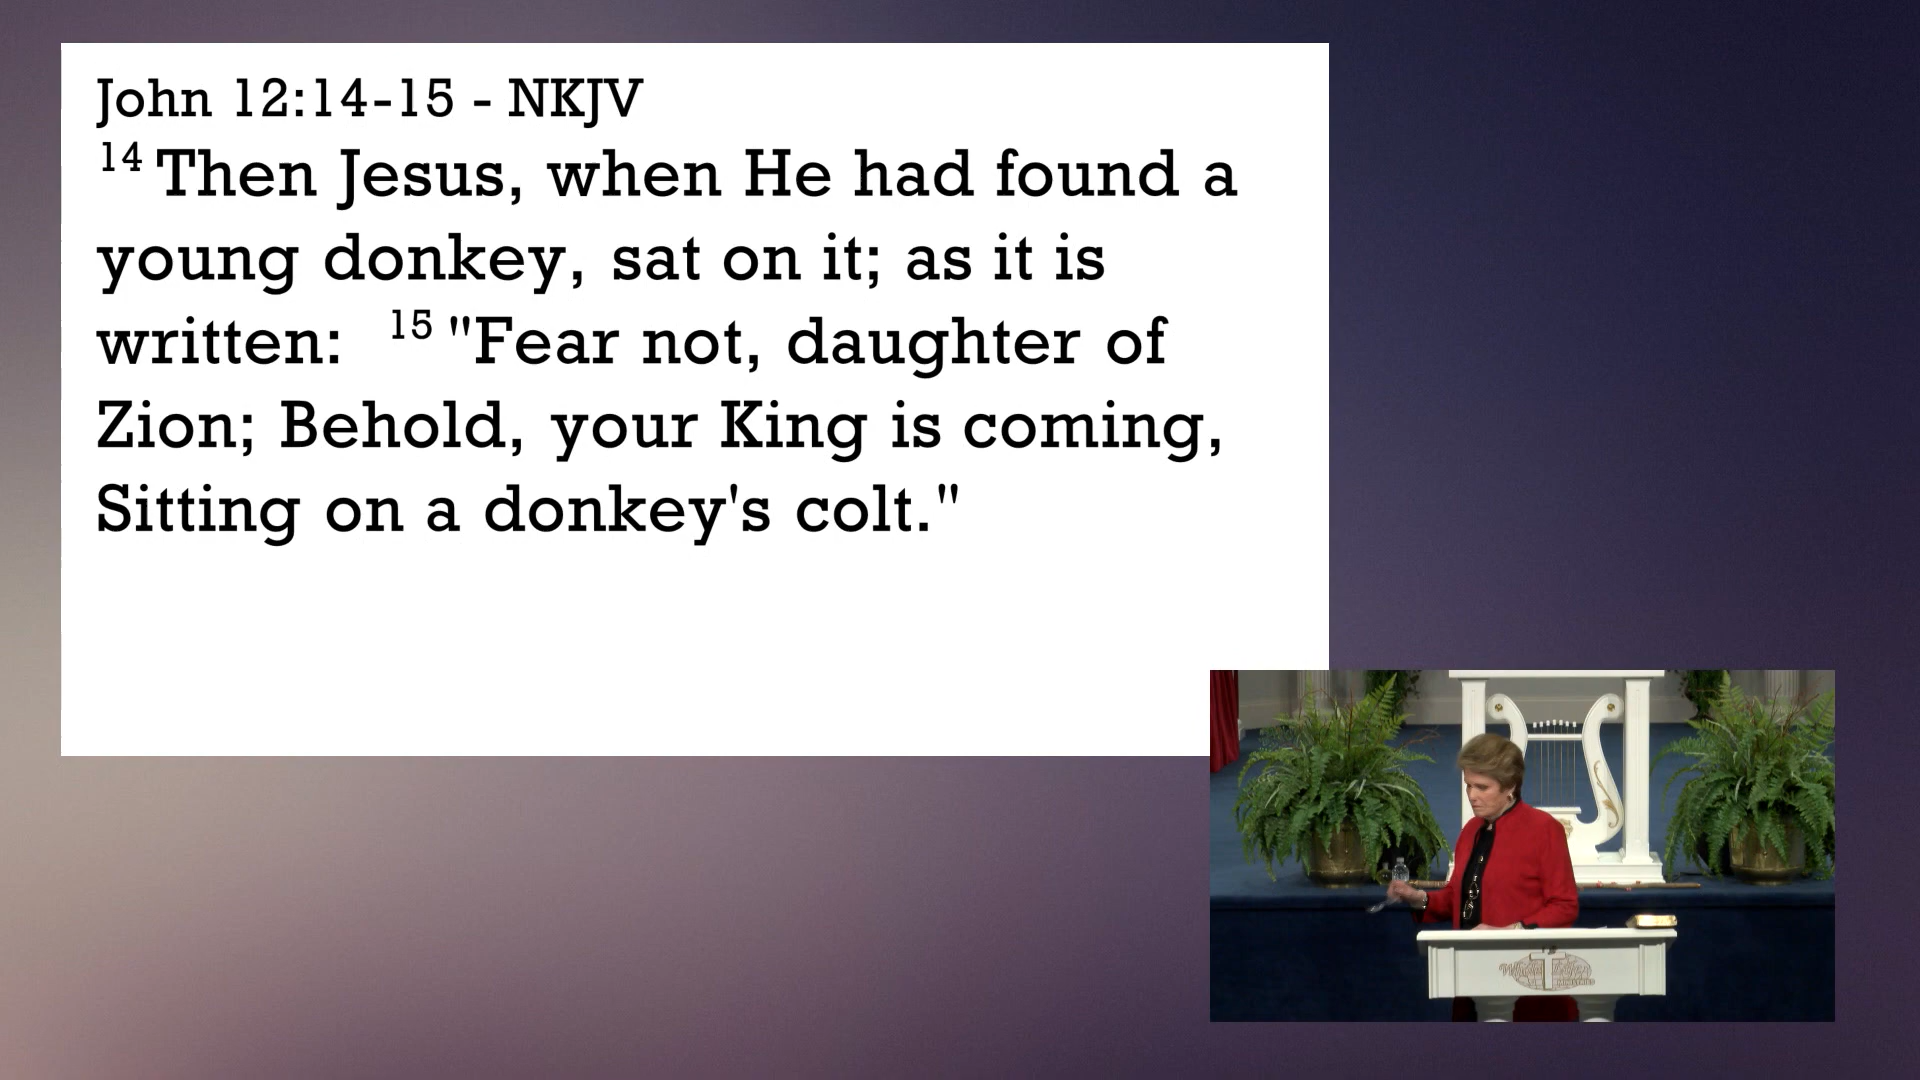 John 12:14-15 - NKJV
14 Then Jesus, when He had found a
young donkey, sat on it; as it is
written: 15 "Fear not, daughter of
Zion; Behold, your King is coming,
Sitting on a donkey's colt."
MINISTRIES